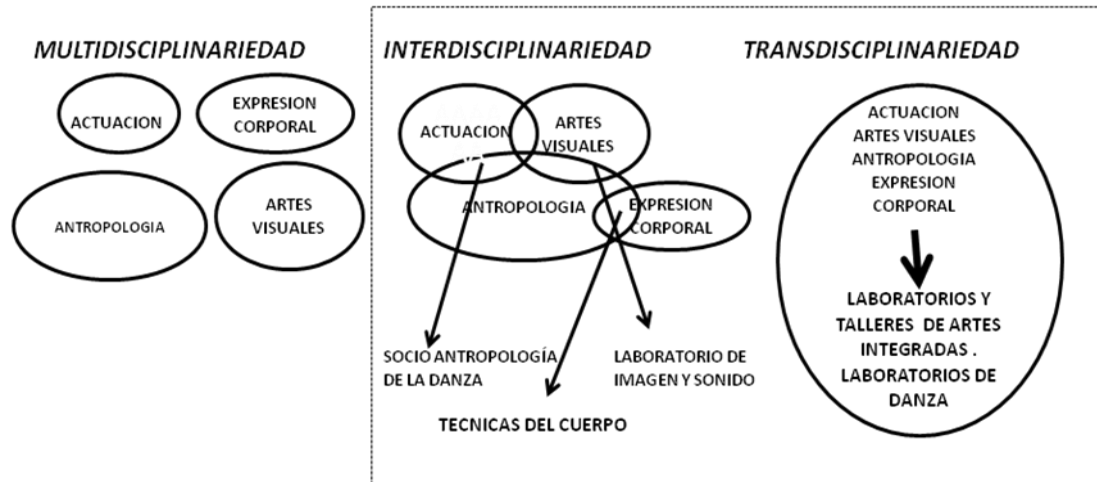 MULTIDISCIPLINARIEDAD
ACTUACION
EXPRESION
CORPORAL
ANTROPOLOGIA
ARTES
VISUALES
INTERDISCIPLINARIEDAD
ACTUACION
ARTES
VISUALES
ANTROPOLOGIA
EXPRESION
CORPORAL
SOCIO ANTROPOLOGÍA
DE LA DANZA
LABORATORIO DE
IMAGEN Y SONIDO
TECNICAS DEL CUERPO
TRANSDISCIPLINARIEDAD
ACTUACION
ARTES VISUALES
ANTROPOLOGIA
EXPRESION
CORPORAL
LABORATORIOS Y
TALLERES DE ARTES
INTEGRADAS .
LABORATORIOS DE
DANZA